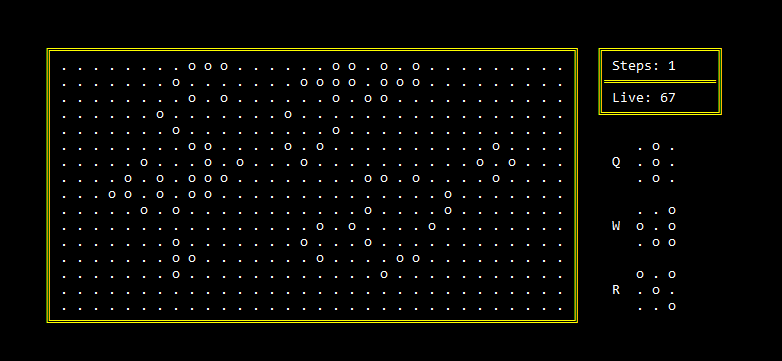 . . . . . . . . o o o . . . . . . o o . o . o . . . . . . . . .
. . . . . . . o . . . . . . . o o o o . o o o . . . . . . . . .
. . . . . . . . o . o . . . . . . o . o o . . . . . . . . . . .
. . . . . . o . . . . . . . o . . . . . . . . . . . . . . . . .
. . . . . . . o . . . . . . . . . o . . . . . . . . . . . . . .
. . . . . . . . o o . . . . o . o . . . . . . . . . . o . . . .
. . . . . o . . . o . o . . . o . . . . . . . . . . o . o . . .
. . . . o . o . o o o . . . . . . . . o o . o . . . . o . . . .
. . . o o . o . o o . . . . . . . . . . . . . . o . . . . . . .
. . . . . o . o . . . . . . . . . . . o . . . . o . . . . . . .
. . . . . . . . . . . . . . . . o . o . . . . o . . . . . . . .
. . . . . . . o . . . . . . . o . . . o . . . . . . . . . . . .
. . . . . . . o o . . . . . . . o . . . . o o . . . . . . . . .
. . . . . . . o . . . . . . . . . . . . o . . . . . . . . . . .
. . . . . . . . . . . . . . . . . . . . . . . . . . . . . . . .
. . . . . . . . . . . . . . . . . . . . . . . . . . . . . . . .
Steps: 1
Live: 67
. o .
Q . o .
. o .
. . o
W o . o
. o o
o . o
R . o .
. . o